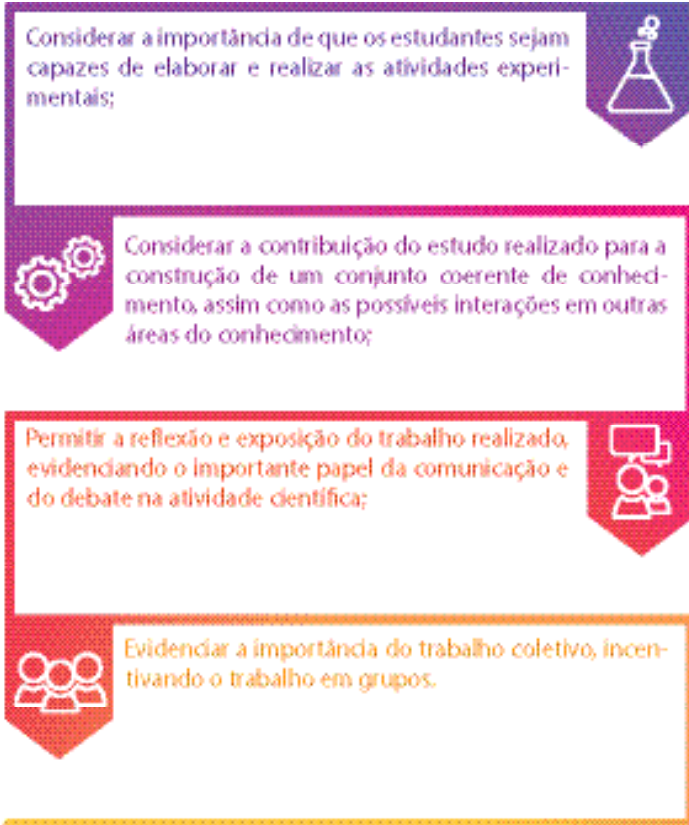 Considerar a importância de que os estudantes sejam
capazes de elaborar e realizar as atividades experi-
mentais;
Considerar a contribuição do estudo realizado para a
construção de um conjunto coerente de conheci-
mento, assim como as possíveis interações em outras
áreas do conhecimento;
Permitir a reflexão e exposição do trabalho realizado,
evidenciando o importante papel da comunicação e
do debate na atividade científica;
Evidenciar a importância do trabalho coletivo, incen-
tivando o trabalho em grupos.